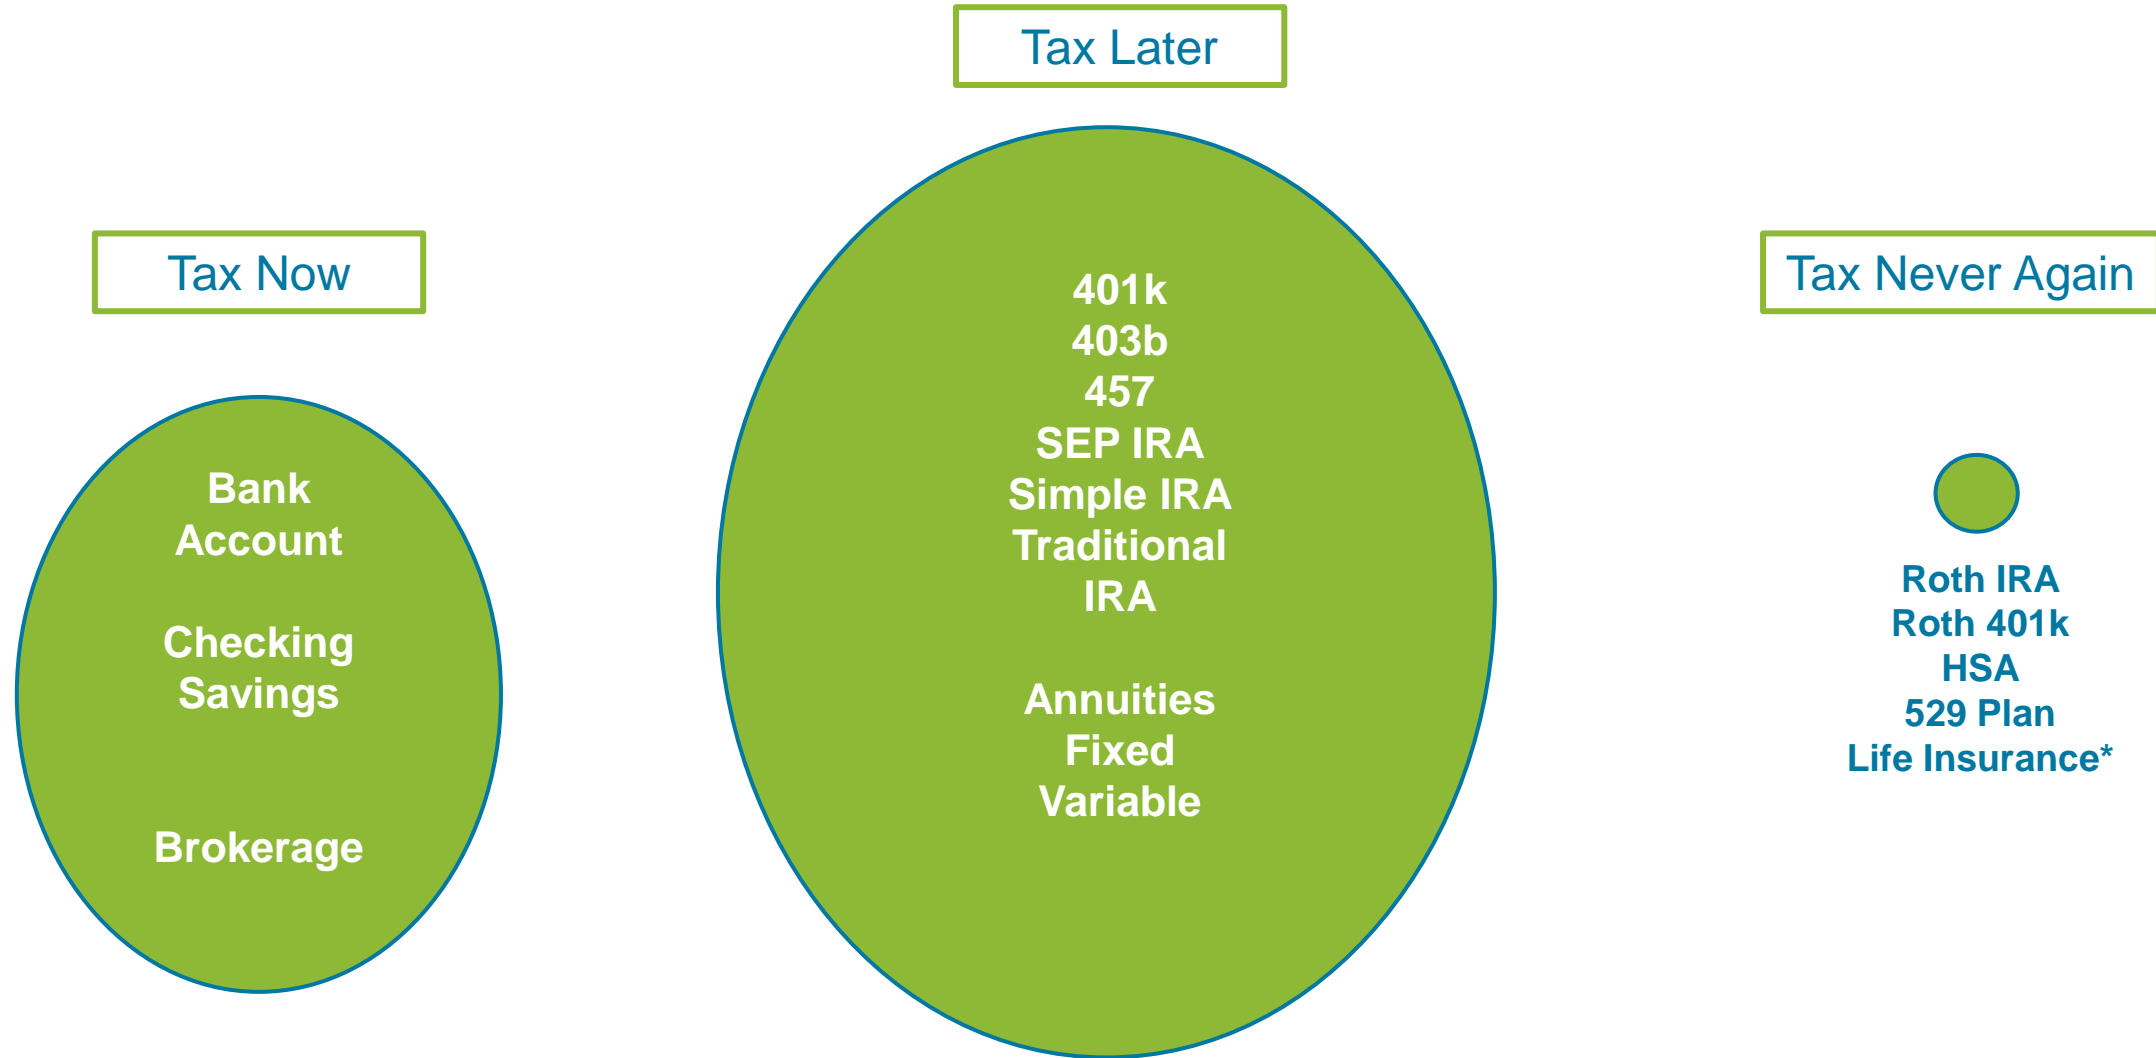 Tax Now
Bank
Account
Checking
Savings
Brokerage
Tax Later
401k
403b
457
SEP IRA
Simple IRA
Traditional
IRA
Annuities
Fixed
Variable
Tax Never Again
Roth IRA
Roth 401k
HSA
529 Plan
Life Insurance*